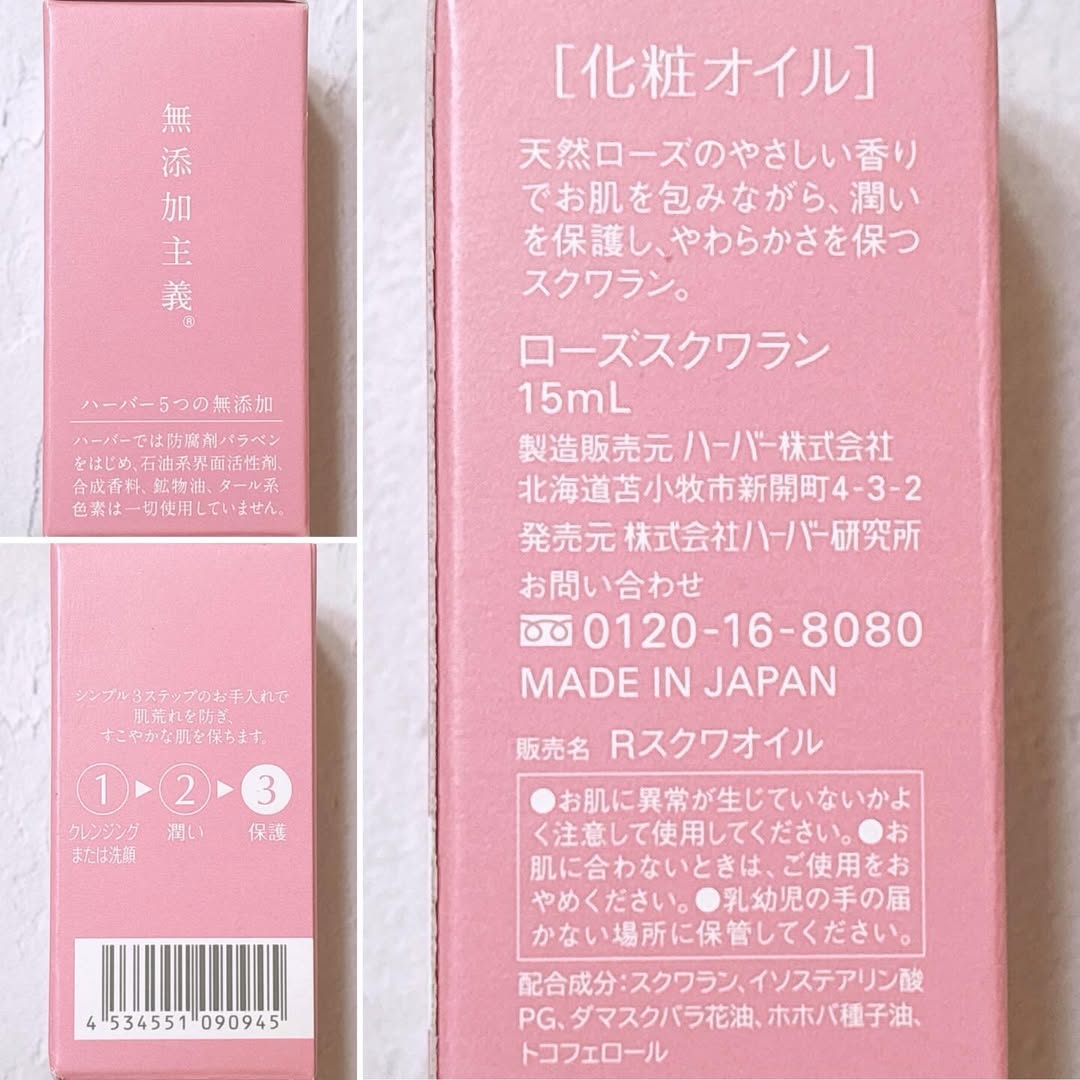 無添加主義®
ハーバー5つの無添加
ハーバーでは防腐剤パラベン
をはじめ、石油系界面活性剤、
合成香料、鉱物油、タール系
色素は一切使用していません。
シンプル3ステップのお手入れで
肌荒れを防ぎ、
すこやかな肌を保ちます。
1▶2▶3
クレンジング
または洗顔
潤い
保護
4 534551 090945
[化粧オイル]
天然ローズのやさしい香り
でお肌を包みながら、潤い
を保護し、やわらかさを保つ
スクワラン。
ローズスクワラン
15mL
製造販売元 ハーバー株式会社
北海道苫小牧市新開町4-3-2
発売元 株式会社ハーバー研究所
お問い合わせ
0120-16-8080
MADE IN JAPAN
販売名 Rスクワオイル
●お肌に異常が生じていないかよ
く注意して使用してください。●お
肌に合わないときは、ご使用をお
やめください。●乳幼児の手の届
かない場所に保管してください。
配合成分:スクワラン、イソステアリン酸
PG、ダマスクバラ花油、ホホバ種子油、
トコフェロール